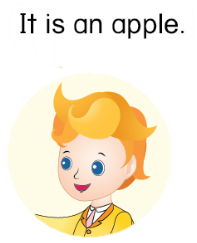 It is an apple.